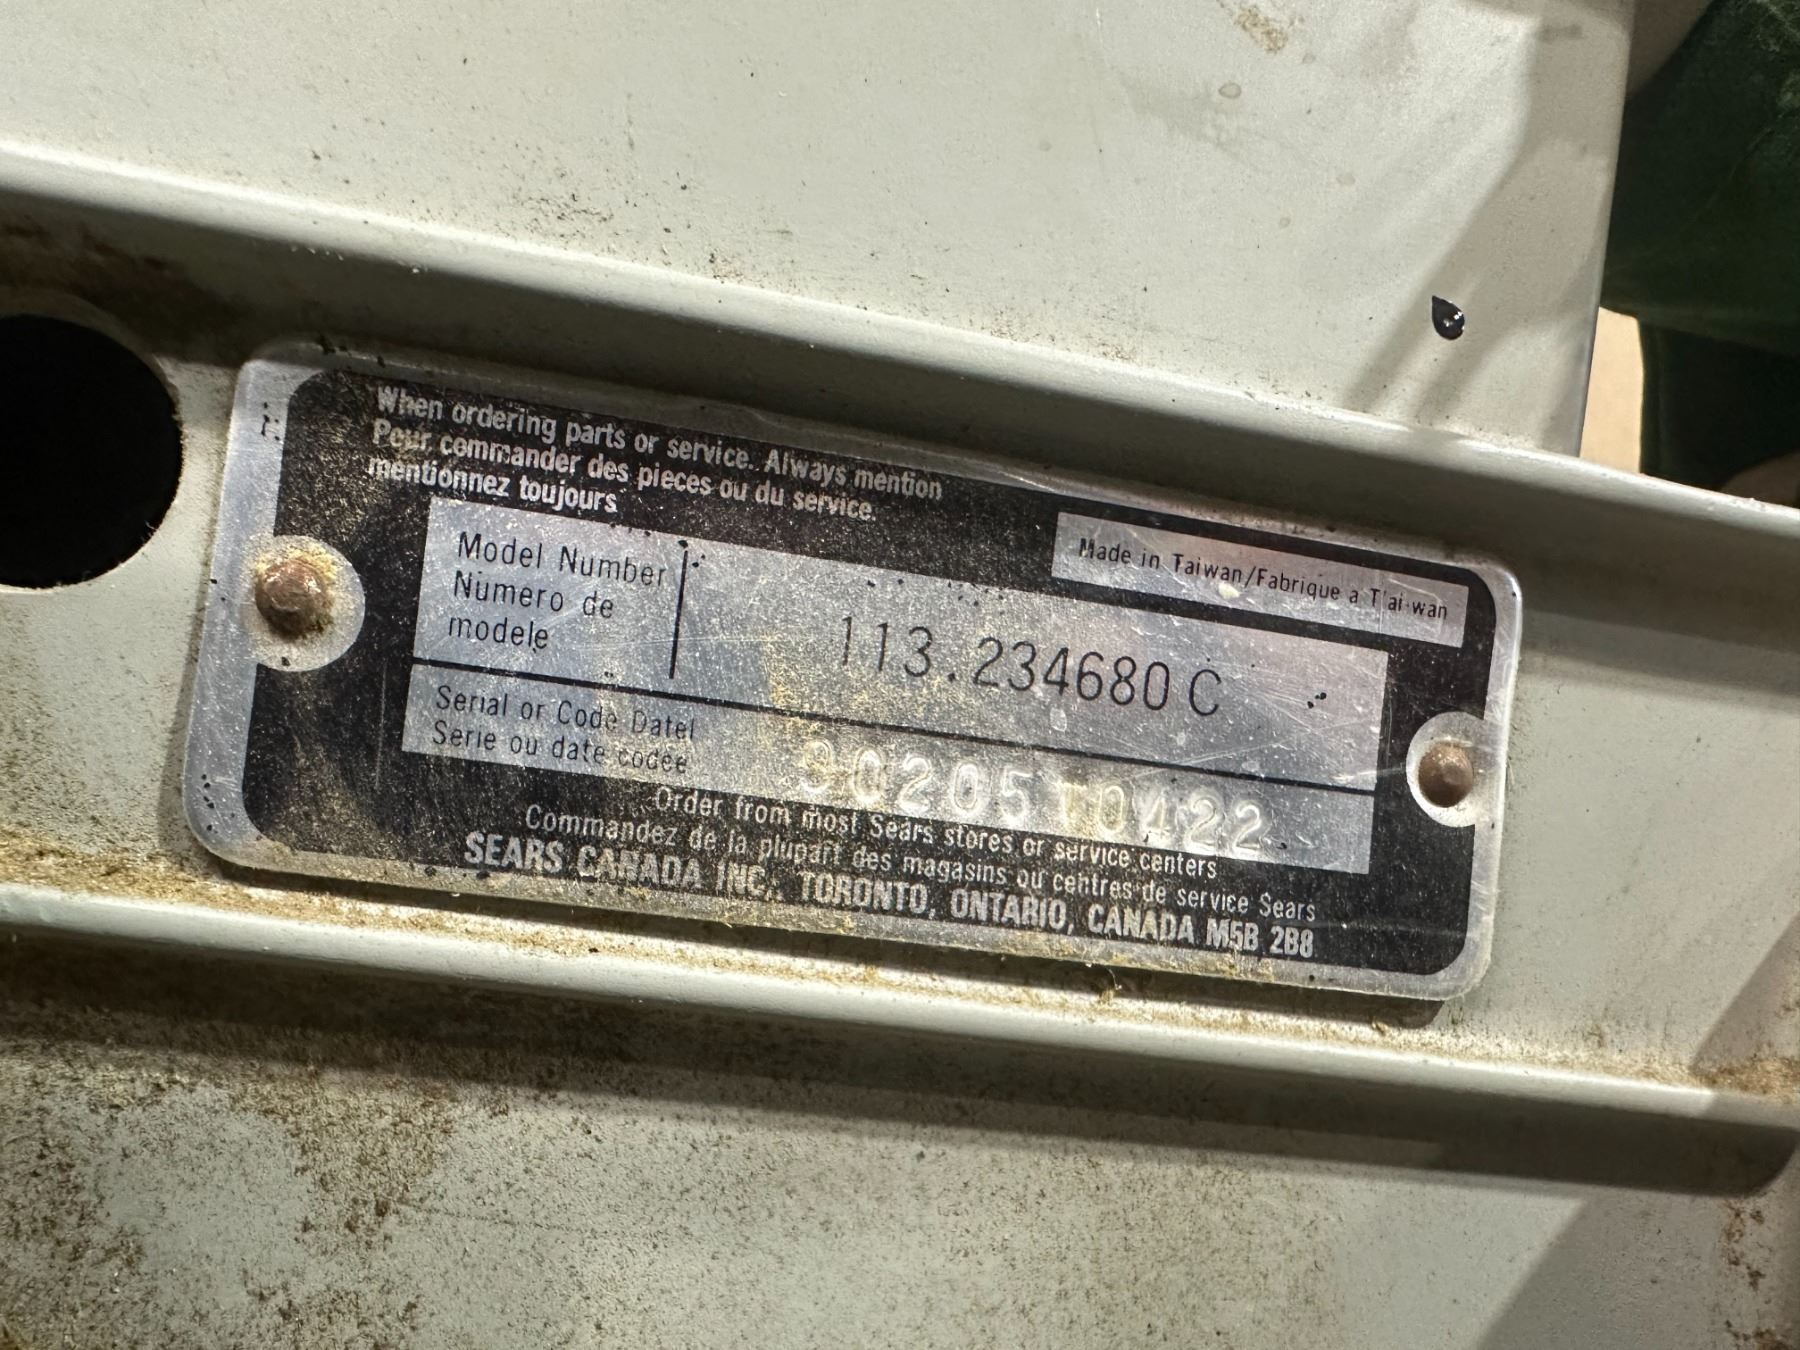 When ordering parts or service. Always mention
Pour commander des pieces ou du service.
mentionnez toujours
Made in Taiwan/Fabrique a T'ai-wan
Model Number
Numero de
modele
113.234680 C
Serial or Code Datel
Serie ou date codée
90205T0422
Order from most Sears stores or service centers
Commandez de la plupart des magasins ou centres de service Sears
SEARS CANADA INC., TORONTO, ONTARIO, CANADA M5B 2B8